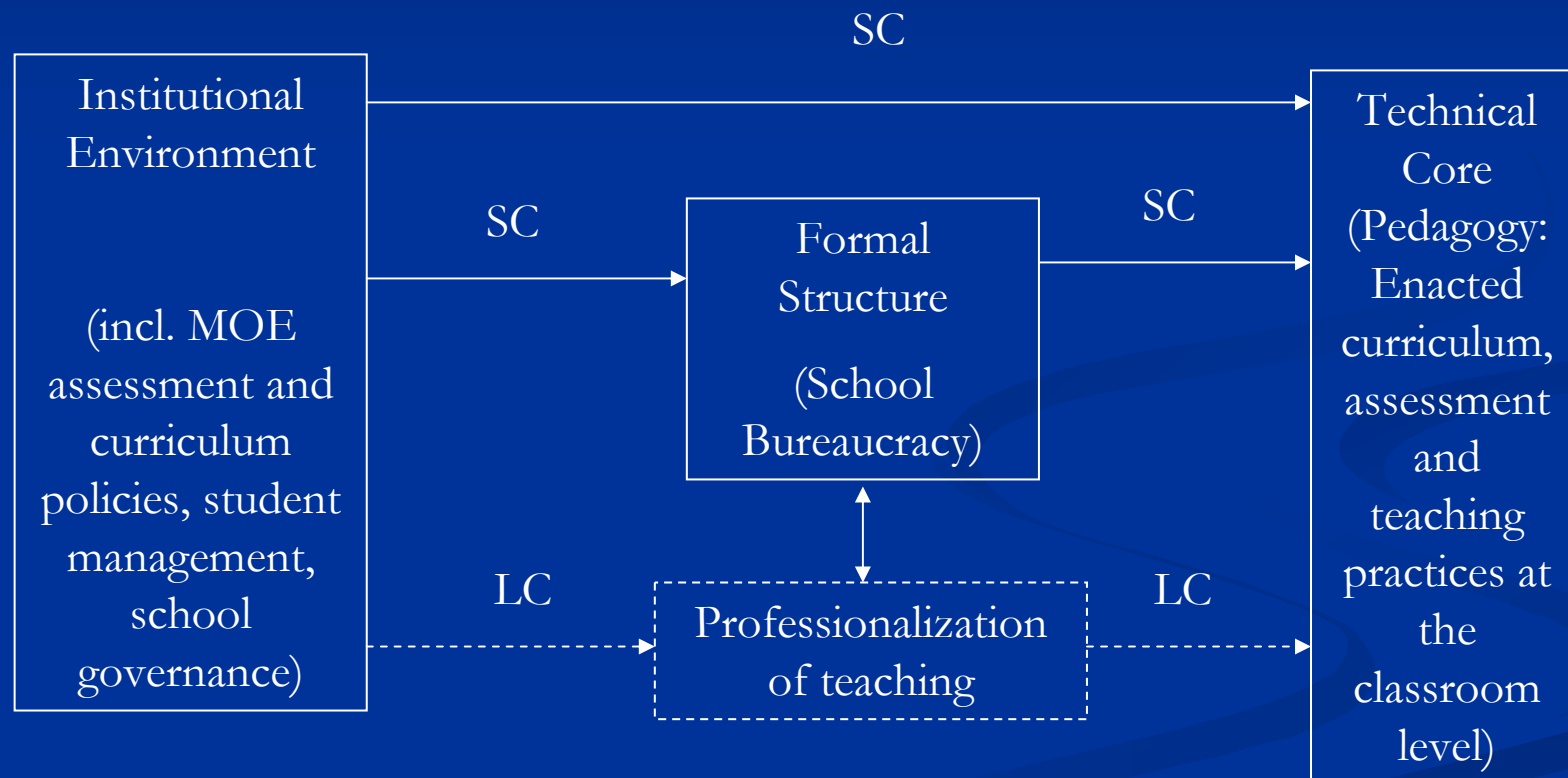 SC
Institutional
Environment
(incl. MOE
assessment and
curriculum
policies, student
management,
school
governance)
SC
Formal
Structure
(School
Bureaucracy)
SC
LC
Professionalization
of teaching
LC
Technical
Core
(Pedagogy:
Enacted
curriculum,
assessment
and
teaching
practices at
the
classroom
level)